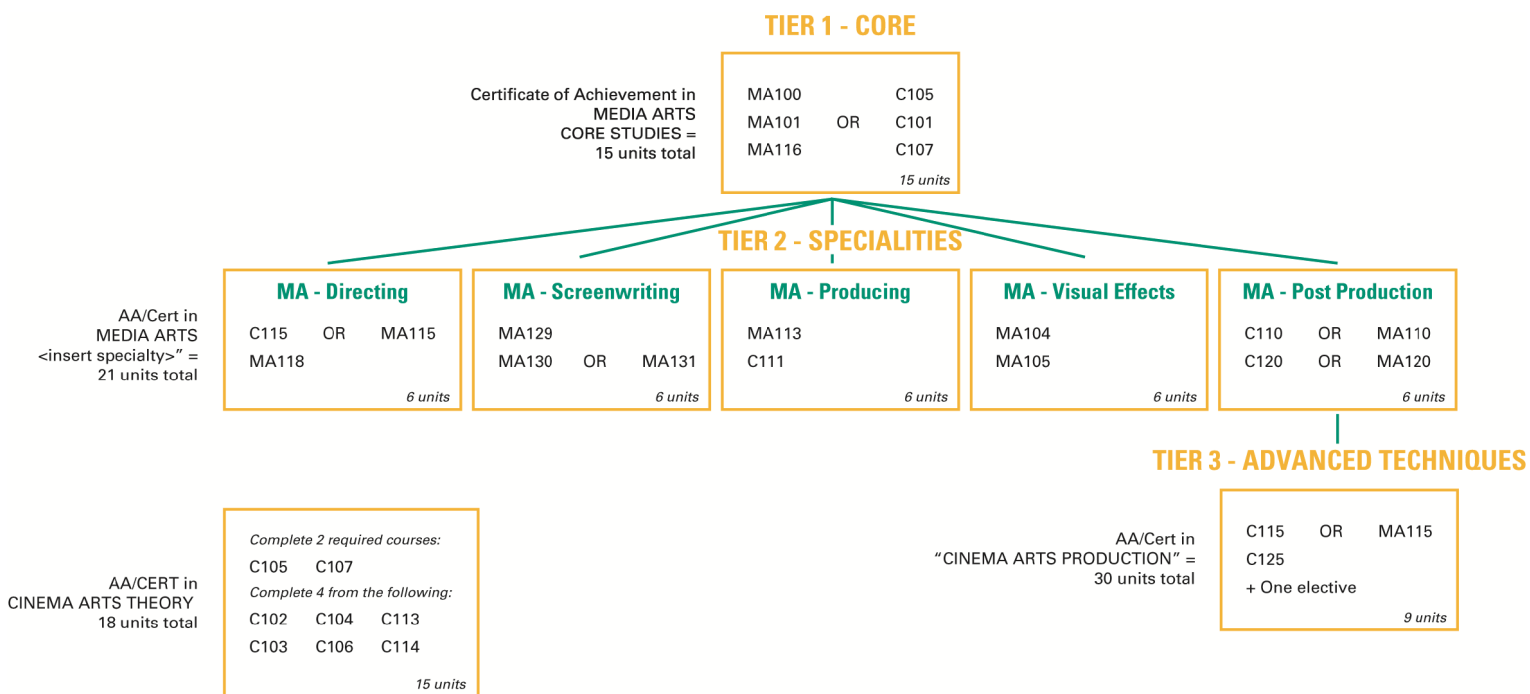 TIER 1 - CORE
Certificate of Achievement in
MEDIA ARTS
CORE STUDIES =
15 units total
MA100 C105
MA101 OR C101
MA116 C107
15 units
TIER 2 - SPECIALITIES
AA/Cert in
MEDIA ARTS
<insert specialty>” =
21 units total
MA - Directing
C115 OR MA115
MA118
6 units
MA - Screenwriting
MA129
MA130 OR MA131
6 units
MA - Producing
MA113
C111
6 units
MA - Visual Effects
MA104
MA105
6 units
MA - Post Production
C110 OR MA110
C120 OR MA120
6 units
TIER 3 - ADVANCED TECHNIQUES
AA/Cert in
“CINEMA ARTS PRODUCTION” =
30 units total
C115 OR MA115
C125
+ One elective
9 units
AA/CERT in
CINEMA ARTS THEORY
18 units total
Complete 2 required courses:
C105 C107
Complete 4 from the following:
C102 C104 C113
C103 C106 C114
15 units